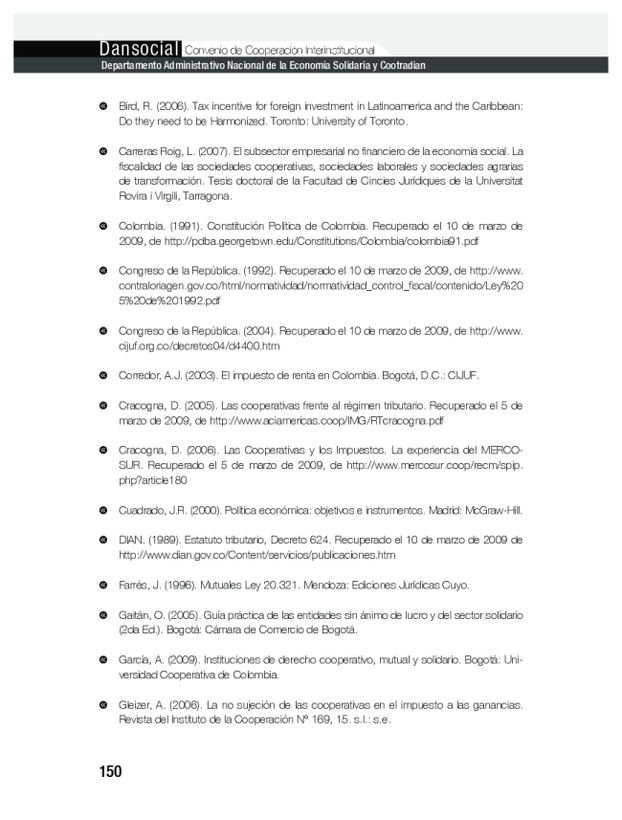 Dansocial Convenio de Cooperación Interinstitucional
Departamento Administrativo Nacional de la Economía Solidaria y Cootradian
Bird, R. (2006). Tax incentive for foreign investment in Latinoamerica and the Caribbean:
Do they need to be Harmonized. Toronto: University of Toronto.
Carreras Roig, L. (2007). El subsector empresarial no financiero de la economía social. La
fiscalidad de las sociedades cooperativas, sociedades laborales y sociedades agrarias
de transformación. Tesis doctoral de la Facultad de Cincies Jurídiques de la Universitat
Rovira i Virgili, Tarragona.
Colombia. (1991). Constitución Política de Colombia. Recuperado el 10 de marzo de
2009, de http://pdba.georgetown.edu/Constitutions/Colombia/colombia91.pdf
Congreso de la República. (1992). Recuperado el 10 de marzo de 2009, de http://www.
contraloriagen.gov.co/html/normatividad/normatividad_control_fiscal/contenido/Ley%20
5%20de%201992.pdf
Congreso de la República. (2004). Recuperado el 10 de marzo de 2009, de http://www.
cijuf.org.co/decretos04/d4400.htm
Corredor, A.J. (2003). El impuesto de renta en Colombia. Bogotá, D.C.: CIJUF.
Cracogna, D. (2005). Las cooperativas frente al régimen tributario. Recuperado el 5 de
marzo de 2009, de http://www.aciamericas.coop/IMG/RTcracogna.pdf
Cracogna, D. (2006). Las Cooperativas y los Impuestos. La experiencia del MERCO-
SUR. Recuperado el 5 de marzo de 2009, de http://www.mercosur.coop/recm/spip.
php?article180
Cuadrado, J.R. (2000). Política económica: objetivos e instrumentos. Madrid: McGraw-Hill.
DIAN. (1989). Estatuto tributario, Decreto 624. Recuperado el 10 de marzo de 2009 de
http://www.dian.gov.co/Content/servicios/publicaciones.htm
Farrés, J. (1996). Mutuales Ley 20.321. Mendoza: Ediciones Jurídicas Cuyo.
Gaitán, O. (2005). Guía práctica de las entidades sin ánimo de lucro y del sector solidario
(2da Ed.). Bogotá: Cámara de Comercio de Bogotá.
García, A. (2009). Instituciones de derecho cooperativo, mutual y solidario. Bogotá: Uni-
versidad Cooperativa de Colombia.
Gleizer, A. (2006). La no sujeción de las cooperativas en el impuesto a las ganancias.
Revista del Instituto de la Cooperación Nº 169, 15. s.l.: s.e.
150